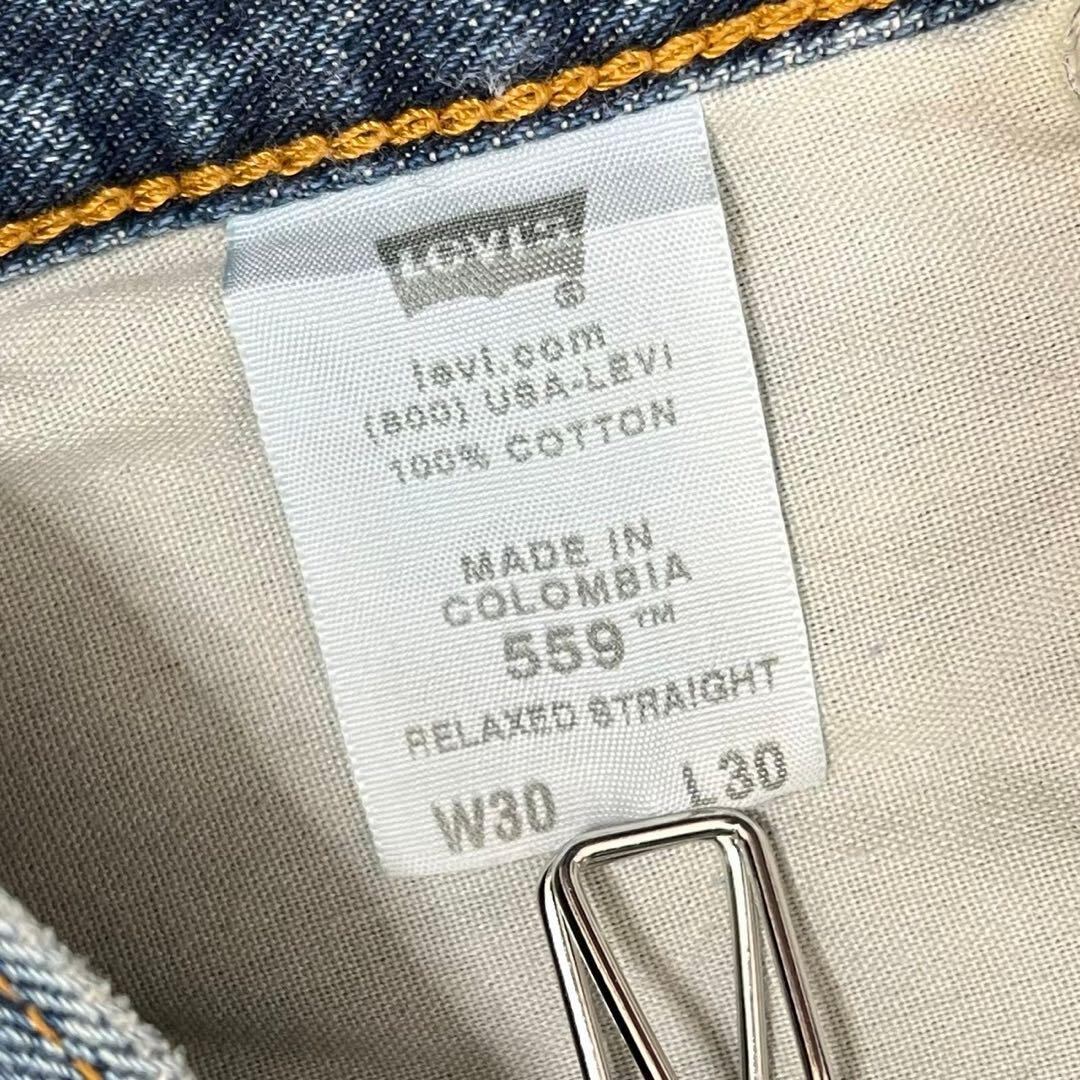 LEVI'S
®
levi.com
(800) USA-LEVI
100% COTTON
MADE IN
COLOMBIA
559™
RELAXED STRAIGHT
W30 L30